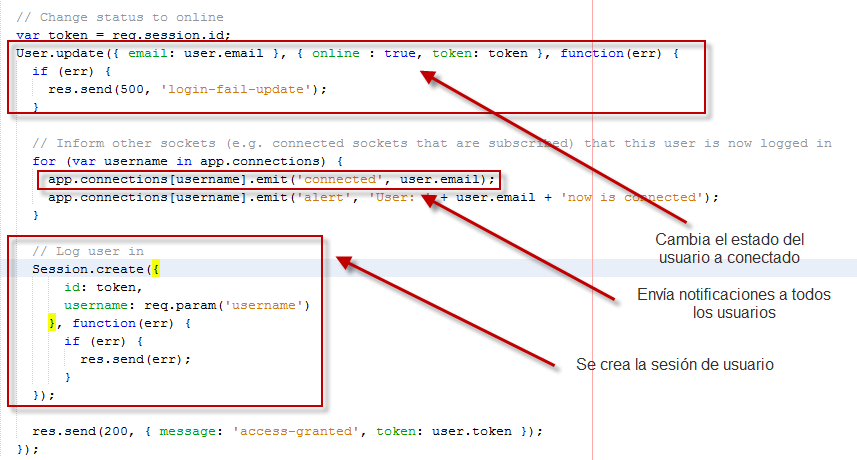 // Change status to online
var token = req.session.id;
User.update({ email: user.email }, { online : true, token: token }, function(err) {
if (err) {
res.send(500, 'login-fail-update');
}
// Inform other sockets (e.g. connected sockets that are subscribed) that this user is now logged in
for (var username in app.connections) {
app.connections[username].emit('connected', user.email);
app.connections[username].emit('alert', 'User: ' + user.email + 'now is connected');
}
// Log user in
Session.create({
id: token,
username: req.param('username')
}, function(err) {
if (err) {
res.send(err);
}
});
res.send(200, { message: 'access-granted', token: user.token });
});
Cambia el estado del
usuario a conectado
Envía notificaciones a todos
los usuarios
Se crea la sesión de usuario